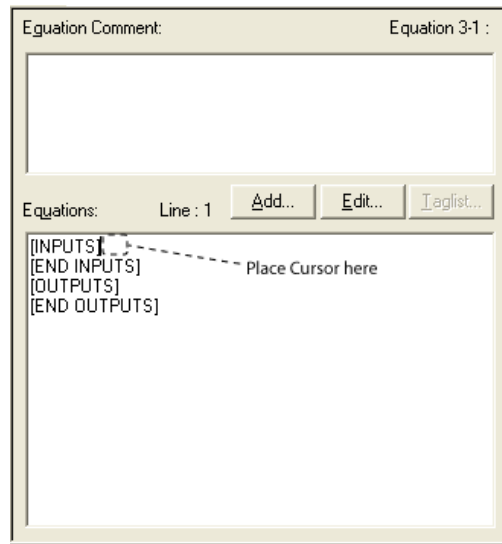 Equation Comment: Equation 3-1 :
Equations: Line : 1 Add... Edit... Taglist...
[INPUTS]
[END INPUTS] Place Cursor here
[OUTPUTS]
[END OUTPUTS]